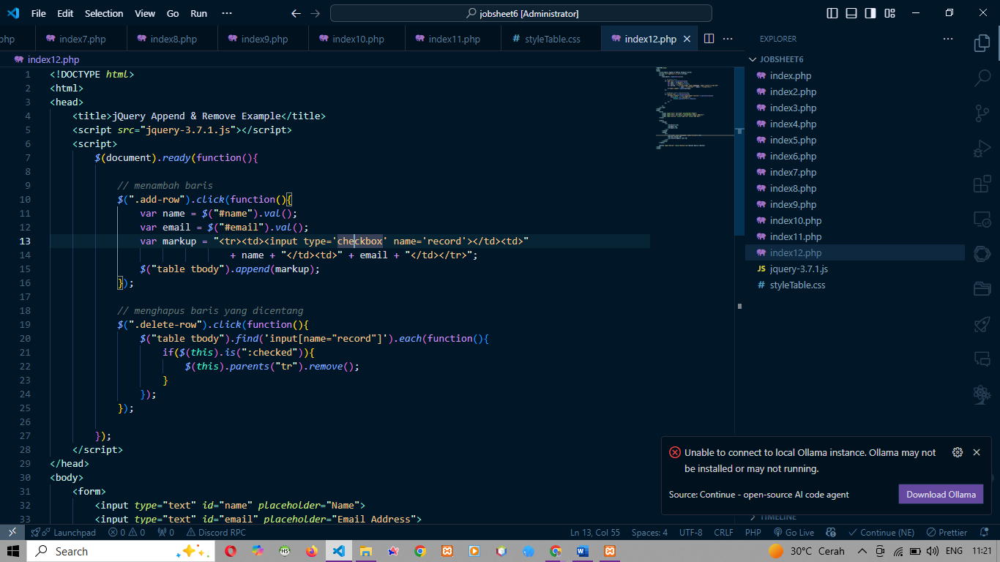 File Edit Selection View Go Run ··· jobsheet6 [Administrator]
php index7.php index8.php index9.php index10.php index11.php # styleTable.css index12.php
index12.php
1 <!DOCTYPE html>
2 <html>
3 <head>
4 <title>jQuery Append & Remove Example</title>
5 <script src="jquery-3.7.1.js"></script>
6 <script>
7 $(document).ready(function(){
8
9 // menambah baris
10 $(".add-row").click(function(){
11 var name = $("#name").val();
12 var email = $("#email").val();
13 var markup = "<tr><td><input type='checkbox' name='record'></td><td>"
14 + name + "</td><td>" + email + "</td></tr>";
15 $("table tbody").append(markup);
16 });
17
18 // menghapus baris yang dicentang
19 $(".delete-row").click(function(){
20 $("table tbody").find('input[name="record"]').each(function(){
21 if($(this).is(":checked")){
22 $(this).parents("tr").remove();
23 }
24 });
25 });
26
27 });
28 </script>
29 </head>
30 <body>
31 <form>
32 <input type="text" id="name" placeholder="Name">
33 <input type="text" id="email" placeholder="Email Address">
EXPLORER ···
JOBSHEET6
index.php
index2.php
index3.php
index4.php
index5.php
index6.php
index7.php
index8.php
index9.php
index10.php
index11.php
index12.php
JS jquery-3.7.1.js
# styleTable.css
Unable to connect to local Ollama instance. Ollama may not
be installed or may not running.
Source: Continue - open-source AI code agent Download Ollama
TIMELINE
Launchpad 0 0 0 Discord RPC Ln 13, Col 55 Spaces: 4 UTF-8 CRLF PHP Go Live Continue (NE) Prettier
Search 30°C Cerah ENG 11:21